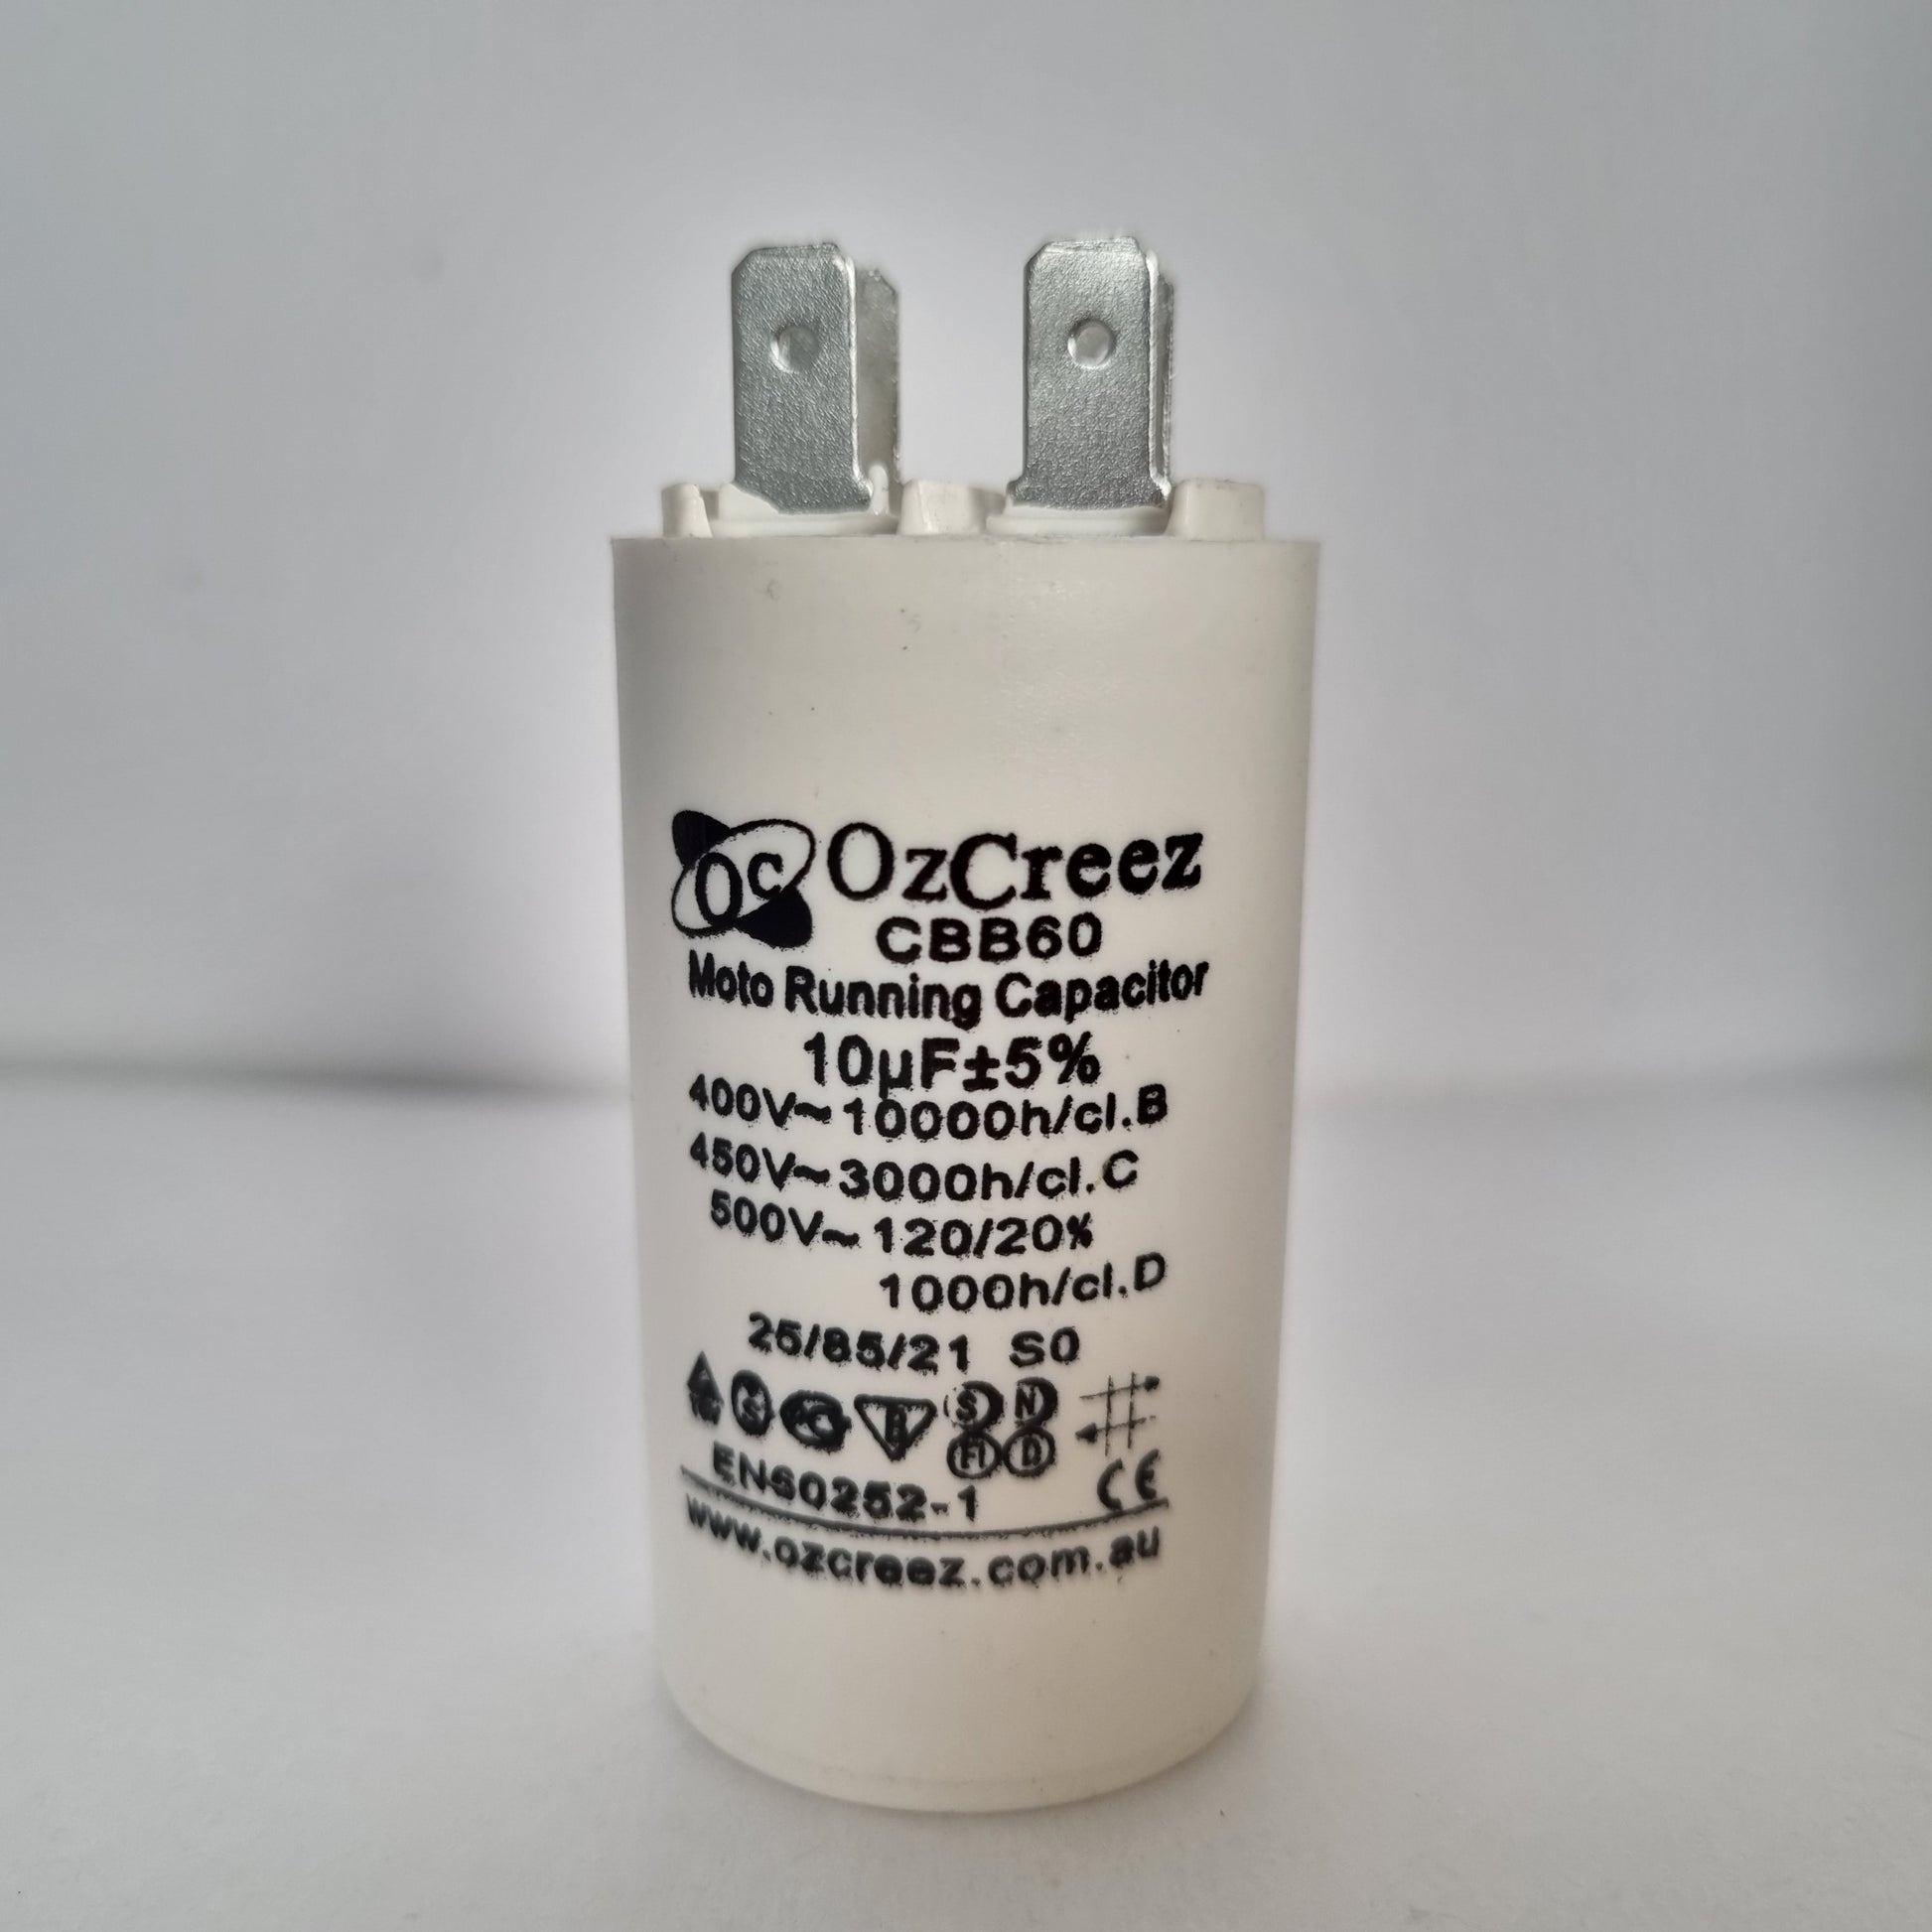 OC OzCreez
CBB60
Moto Running Capacitor
10µF±5%
400V~10000h/cl.B
450V~3000h/cl.C
500V~120/20%
1000h/cl.D
25/85/21 S0
S N
FI D
EN60252-1 CE
www.ozcreez.com.au